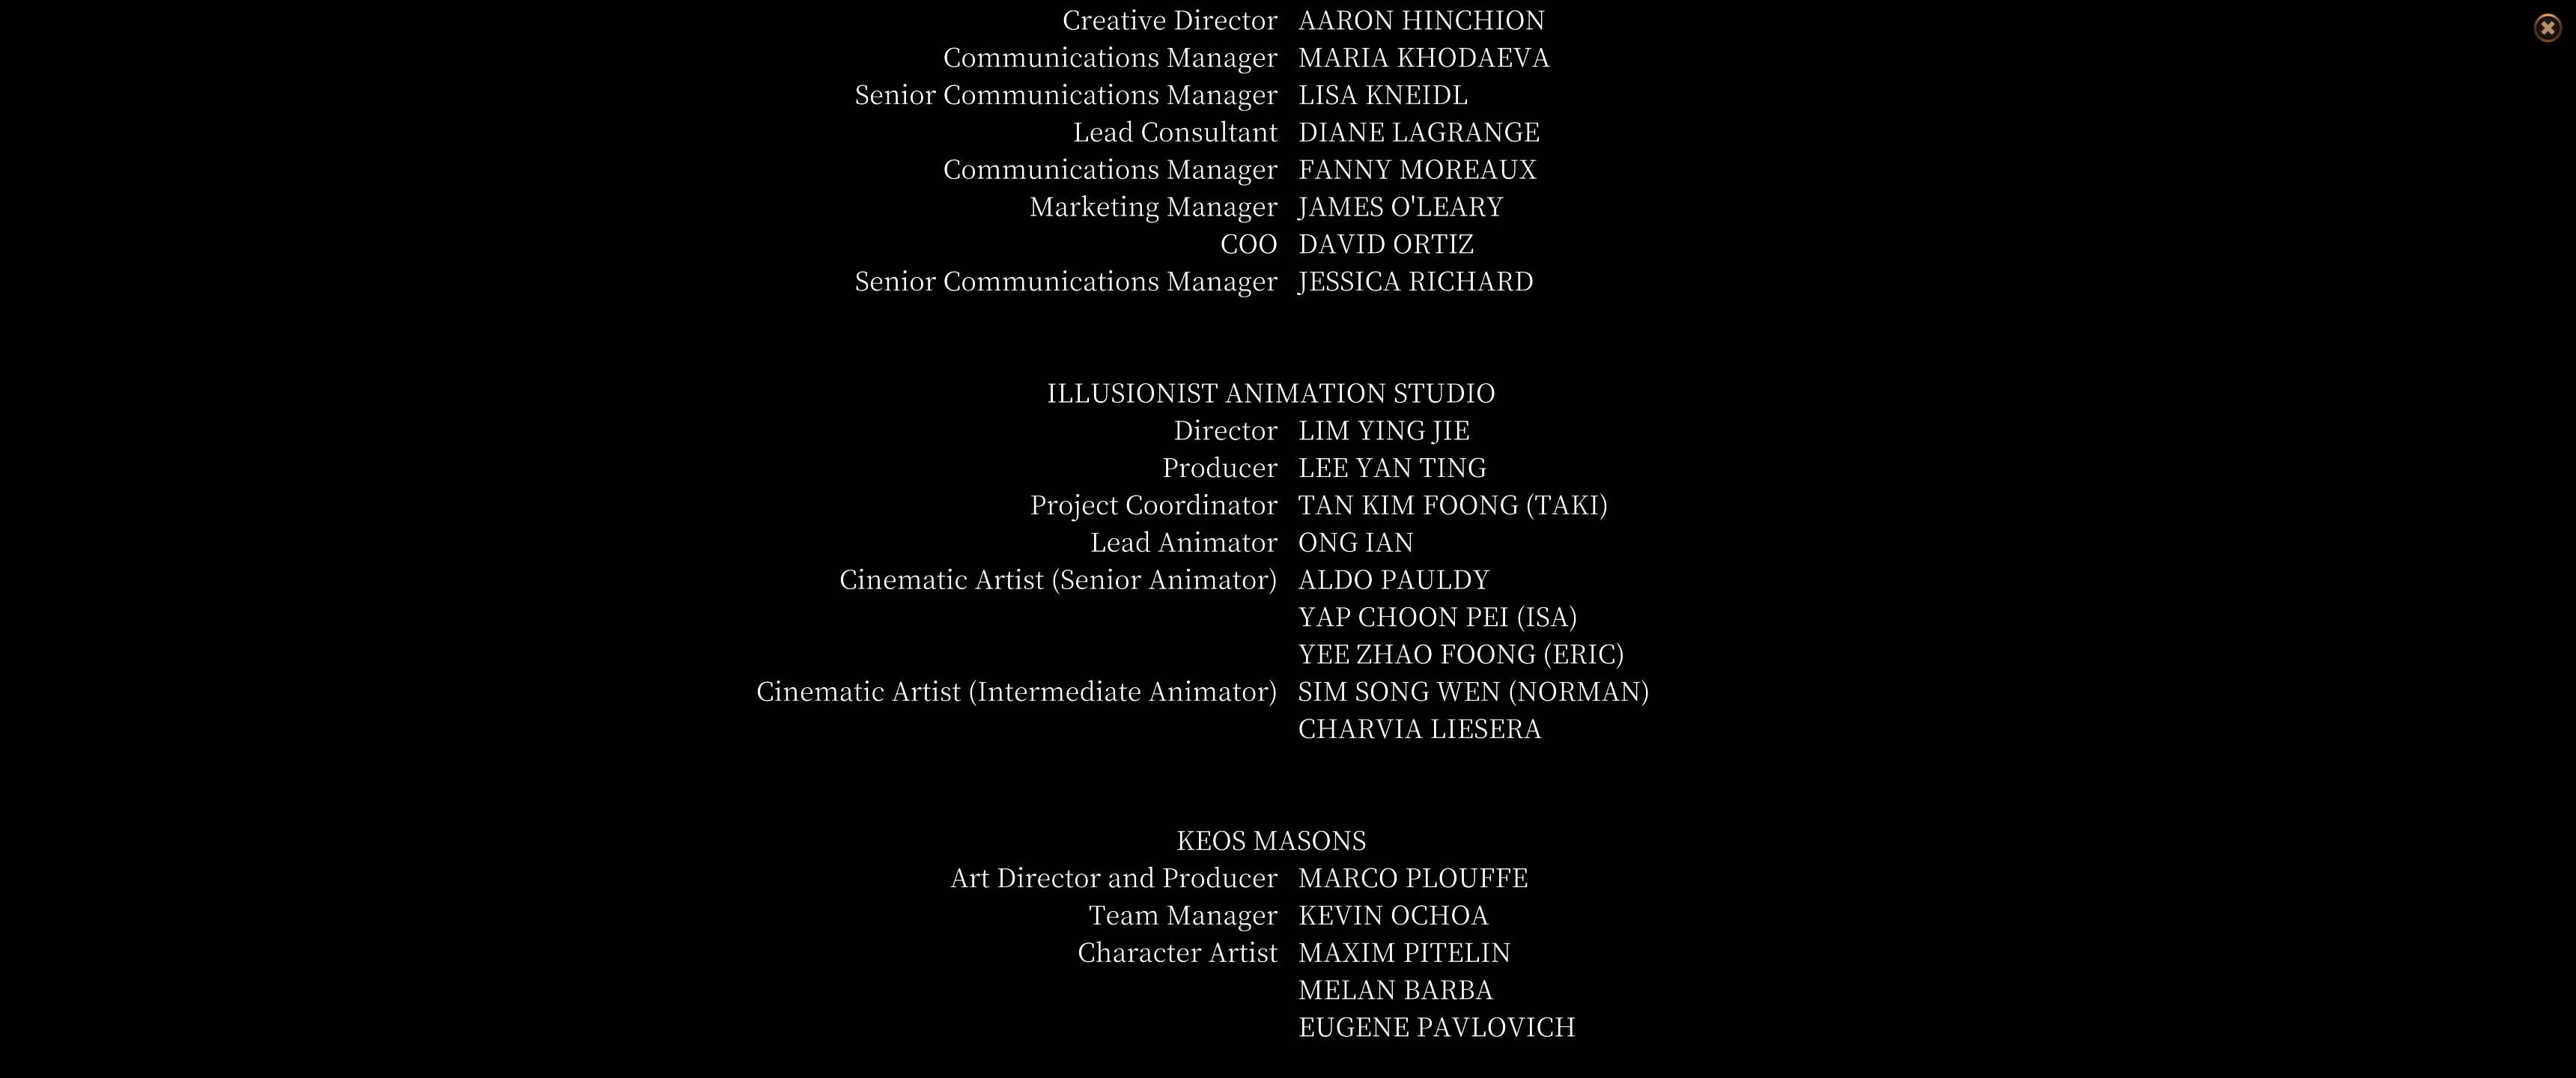 Creative Director AARON HINCHION
Communications Manager MARIA KHODAEVA
Senior Communications Manager LISA KNEIDL
Lead Consultant DIANE LAGRANGE
Communications Manager FANNY MOREAUX
Marketing Manager JAMES O'LEARY
COO DAVID ORTIZ
Senior Communications Manager JESSICA RICHARD
ILLUSIONIST ANIMATION STUDIO
Director LIM YING JIE
Producer LEE YAN TING
Project Coordinator TAN KIM FOONG (TAKI)
Lead Animator ONG IAN
Cinematic Artist (Senior Animator) ALDO PAULDY
YAP CHOON PEI (ISA)
YEE ZHAO FOONG (ERIC)
Cinematic Artist (Intermediate Animator) SIM SONG WEN (NORMAN)
CHARVIA LIESERA
KEOS MASONS
Art Director and Producer MARCO PLOUFFE
Team Manager KEVIN OCHOA
Character Artist MAXIM PITELIN
MELAN BARBA
EUGENE PAVLOVICH